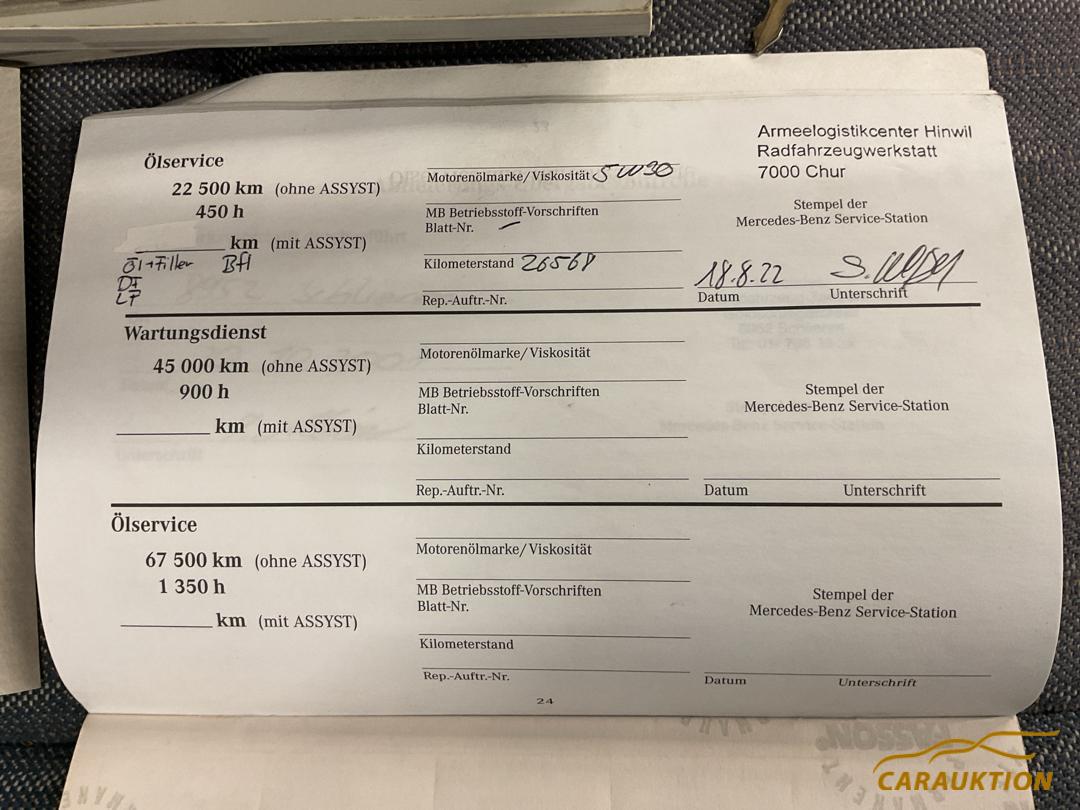 Armeelogistikcenter Hinwil
Radfahrzeugwerkstatt
7000 Chur
Ölservice
22 500 km (ohne ASSYST)
450 h
km (mit ASSYST)
Öl+Filter Bfl
DI
LP
Motorenölmarke/Viskosität 5W30
MB Betriebsstoff-Vorschriften
Blatt-Nr. –
Kilometerstand 26568
Rep.-Auftr.-Nr.
Stempel der
Mercedes-Benz Service-Station
18.8.22
Datum Unterschrift
Wartungsdienst
45 000 km (ohne ASSYST)
900 h
km (mit ASSYST)
Motorenölmarke/Viskosität
MB Betriebsstoff-Vorschriften
Blatt-Nr.
Kilometerstand
Rep.-Auftr.-Nr.
Stempel der
Mercedes-Benz Service-Station
Datum Unterschrift
Ölservice
67 500 km (ohne ASSYST)
1 350 h
km (mit ASSYST)
Motorenölmarke/Viskosität
MB Betriebsstoff-Vorschriften
Blatt-Nr.
Kilometerstand
Rep.-Auftr.-Nr.
Stempel der
Mercedes-Benz Service-Station
Datum Unterschrift
24
FASSON
CARAUKTION